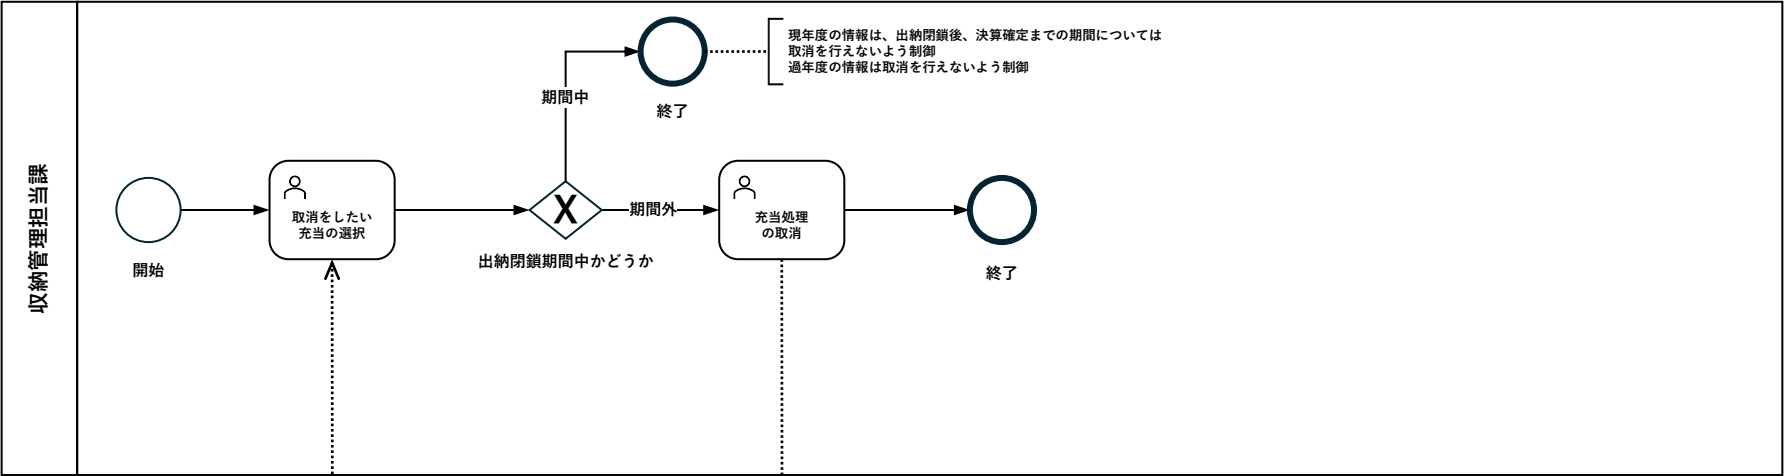 収納管理担当課
現年度の情報は、出納閉鎖後、決算確定までの期間については
取消を行えないよう制御
過年度の情報は取消を行えないよう制御
期間中
終了
取消をしたい
充当の選択
X
期間外
充当処理
の取消
出納閉鎖期間中かどうか
開始
終了